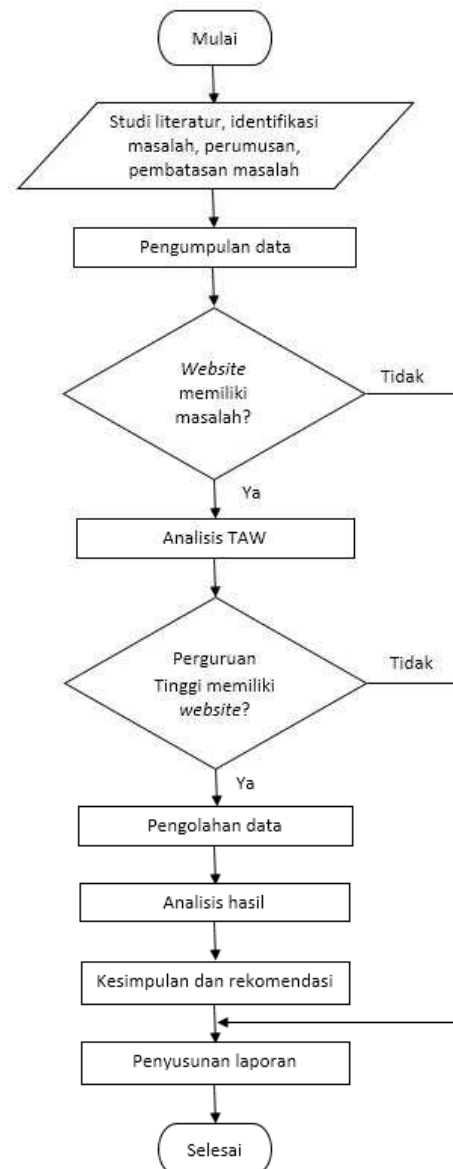 Mulai
Studi literatur, identifikasi
masalah, perumusan,
pembatasan masalah
Pengumpulan data
Website
memiliki
masalah?
Tidak
Ya
Analisis TAW
Perguruan
Tinggi memiliki
website?
Tidak
Ya
Pengolahan data
Analisis hasil
Kesimpulan dan rekomendasi
Penyusunan laporan
Selesai